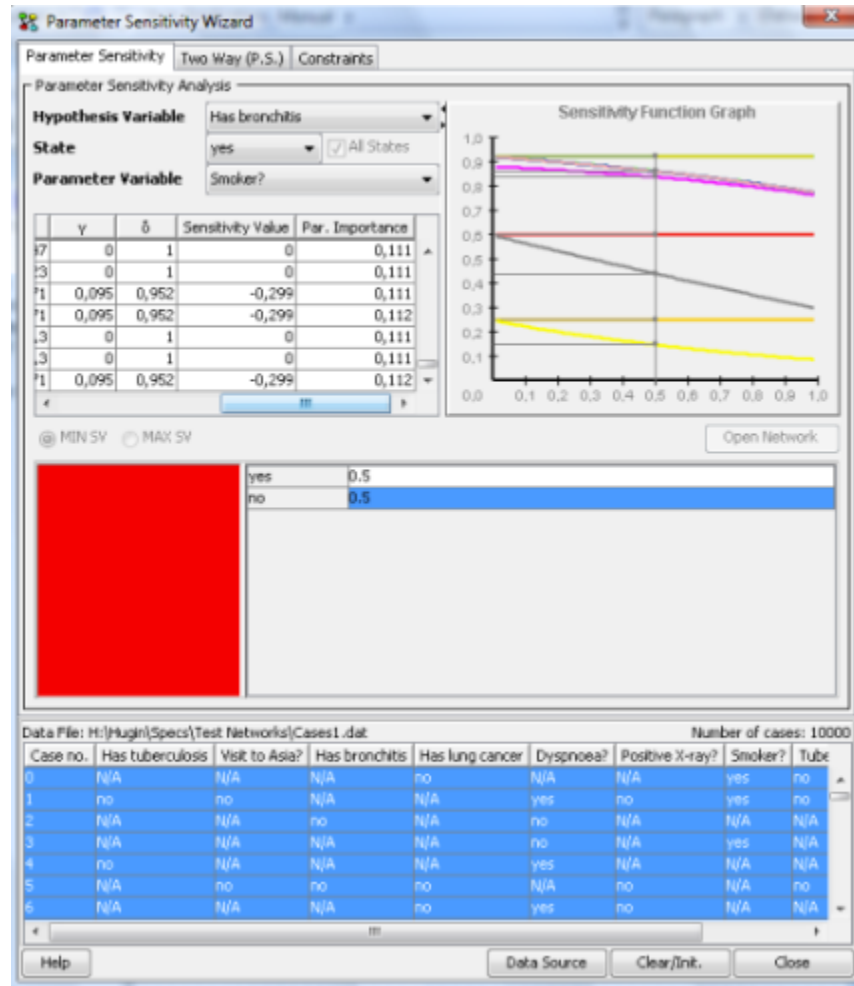 Parameter Sensitivity Wizard
Parameter Sensitivity Two Way (P.S.) Constraints
Parameter Sensitivity Analysis
Hypothesis Variable Has bronchitis
State yes All States
Parameter Variable Smoker?
γ δ Sensitivity Value Par. Importance
0 1 0 0,111
0 1 0 0,111
0,095 0,952 -0,299 0,111
0,095 0,952 -0,299 0,112
0 1 0 0,111
0 1 0 0,111
0,095 0,952 -0,299 0,112
Sensitivity Function Graph
1,0
0,9
0,8
0,7
0,6
0,5
0,4
0,3
0,2
0,1
0,0 0,1 0,2 0,3 0,4 0,5 0,6 0,7 0,8 0,9 1,0
MIN SV MAX SV Open Network
yes 0.5
no 0.5
Data File: H:\Hugin\Specs\Test Networks\Cases1.dat Number of cases: 10000
Case no. Has tuberculosis Visit to Asia? Has bronchitis Has lung cancer Dyspnoea? Positive X-ray? Smoker? Tube
0 N/A N/A N/A no N/A N/A yes no
1 no no N/A N/A yes no yes no
2 N/A N/A no N/A no N/A N/A N/A
3 N/A N/A N/A N/A no N/A yes N/A
4 no N/A N/A N/A yes N/A N/A N/A
5 N/A no no no N/A no N/A no
6 N/A N/A N/A no yes no N/A N/A
Help Data Source Clear/Init. Close